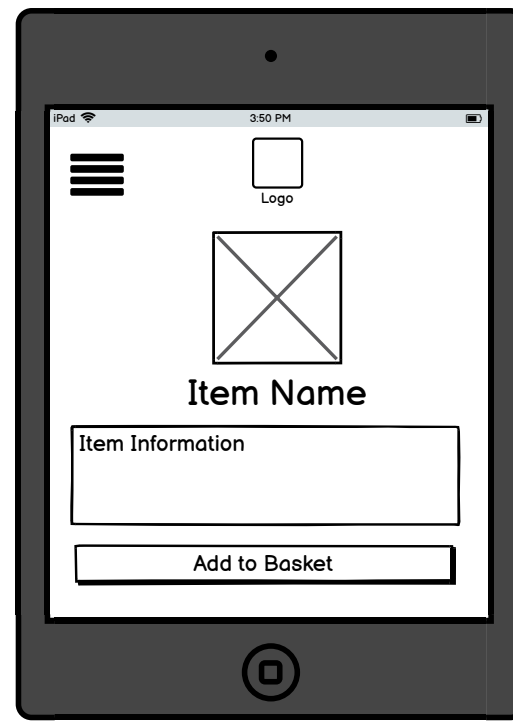 iPad
3:50 PM
Logo
Item Name
Item Information
Add to Basket